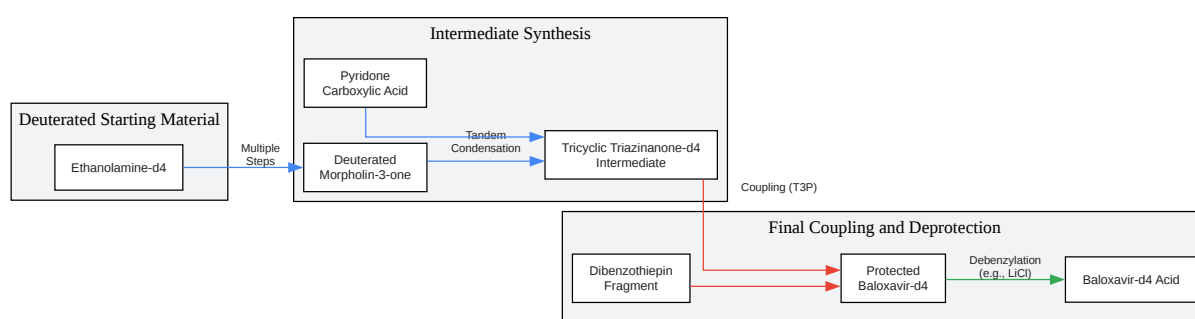 Intermediate Synthesis
Pyridone
Carboxylic Acid
Deuterated Starting Material
Ethanolamine-d4
Multiple
Steps
Deuterated
Morpholin-3-one
Tandem
Condensation
Tricyclic Triazinanone-d4
Intermediate
Coupling (T3P)
Final Coupling and Deprotection
Dibenzothiepin
Fragment
Protected
Baloxavir-d4
Debenzylation
(e.g., LiCl)
Baloxavir-d4 Acid